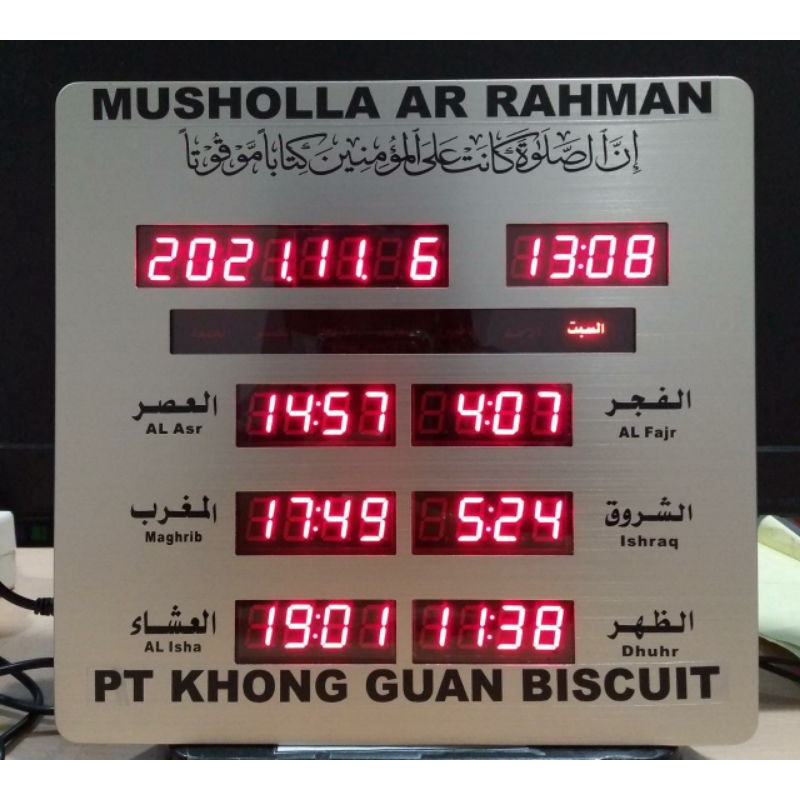 MUSHOLLA AR RAHMAN
إِنَّ الصَّلَوٰةَ كَانَتْ عَلَى الْمُؤْمِنِينَ كِتَابًا مَّوْقُوتًا
2021.11. 6 13:08
السبت
العصر 14:57 4:07 الفجر
AL Asr AL Fajr
المغرب 17:49 5:24 الشروق
Maghrib Ishraq
العشاء 19:01 11:38 الظهر
AL Isha Dhuhr
PT KHONG GUAN BISCUIT